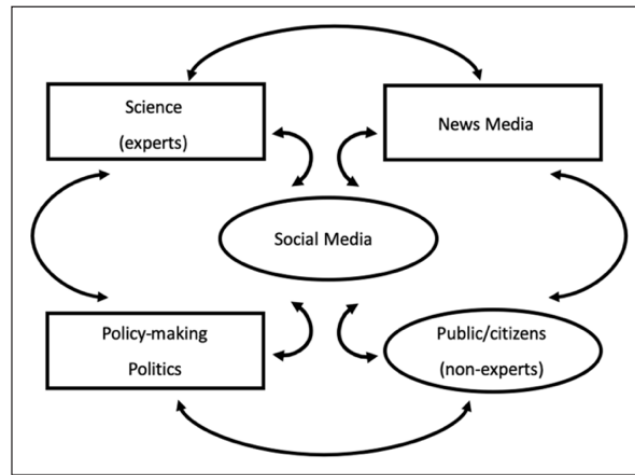 Science
(experts)
News Media
Social Media
Policy-making
Politics
Public/citizens
(non-experts)